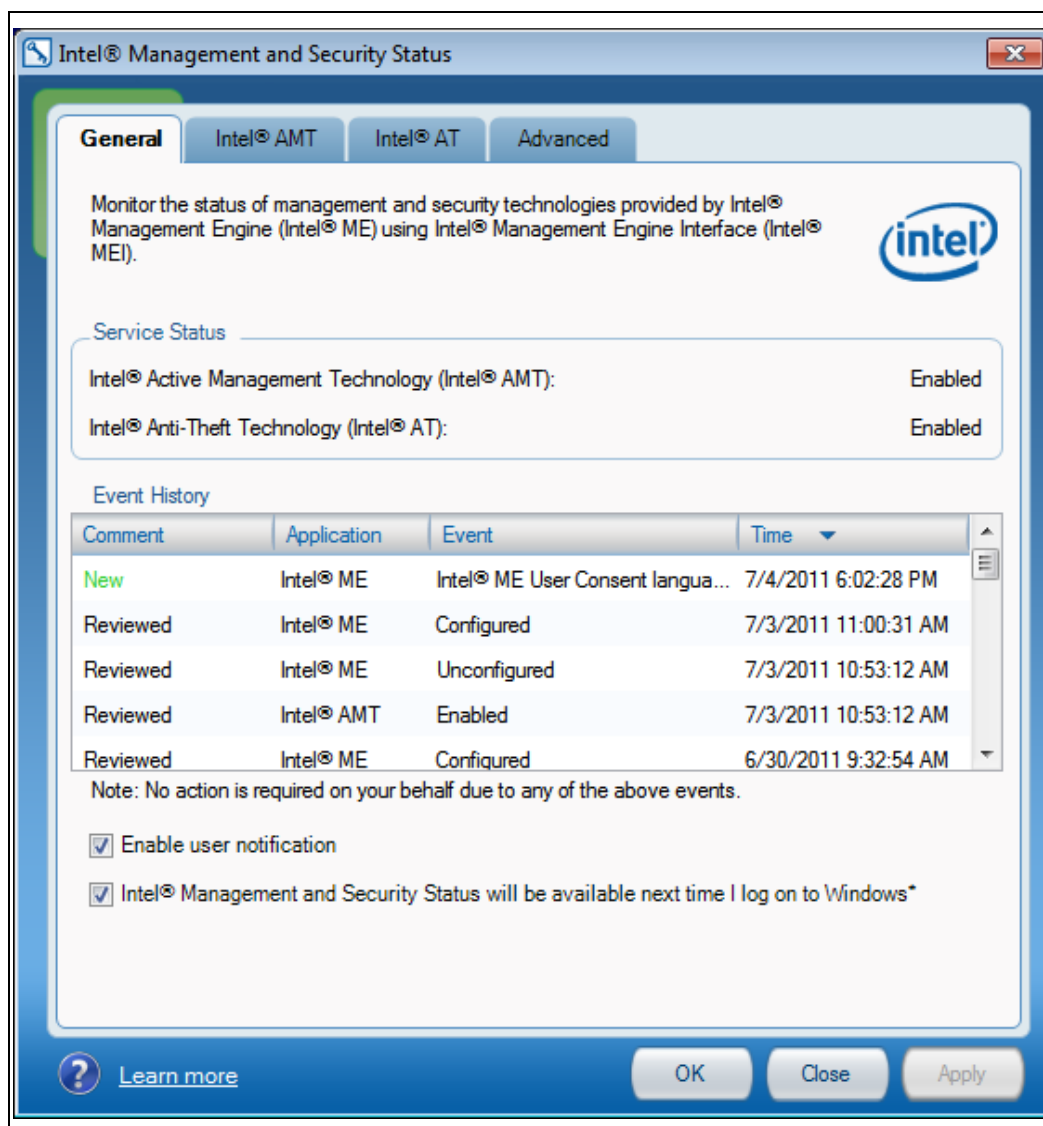 Intel® Management and Security Status
General Intel® AMT Intel® AT Advanced
Monitor the status of management and security technologies provided by Intel®
Management Engine (Intel® ME) using Intel® Management Engine Interface (Intel®
MEI).
intel
Service Status
Intel® Active Management Technology (Intel® AMT): Enabled
Intel® Anti-Theft Technology (Intel® AT): Enabled
Event History
Comment Application Event Time
New Intel® ME Intel® ME User Consent langua... 7/4/2011 6:02:28 PM
Reviewed Intel® ME Configured 7/3/2011 11:00:31 AM
Reviewed Intel® ME Unconfigured 7/3/2011 10:53:12 AM
Reviewed Intel® AMT Enabled 7/3/2011 10:53:12 AM
Reviewed Intel® ME Configured 6/30/2011 9:32:54 AM
Note: No action is required on your behalf due to any of the above events.
Enable user notification
Intel® Management and Security Status will be available next time I log on to Windows*
? Learn more OK Close Apply